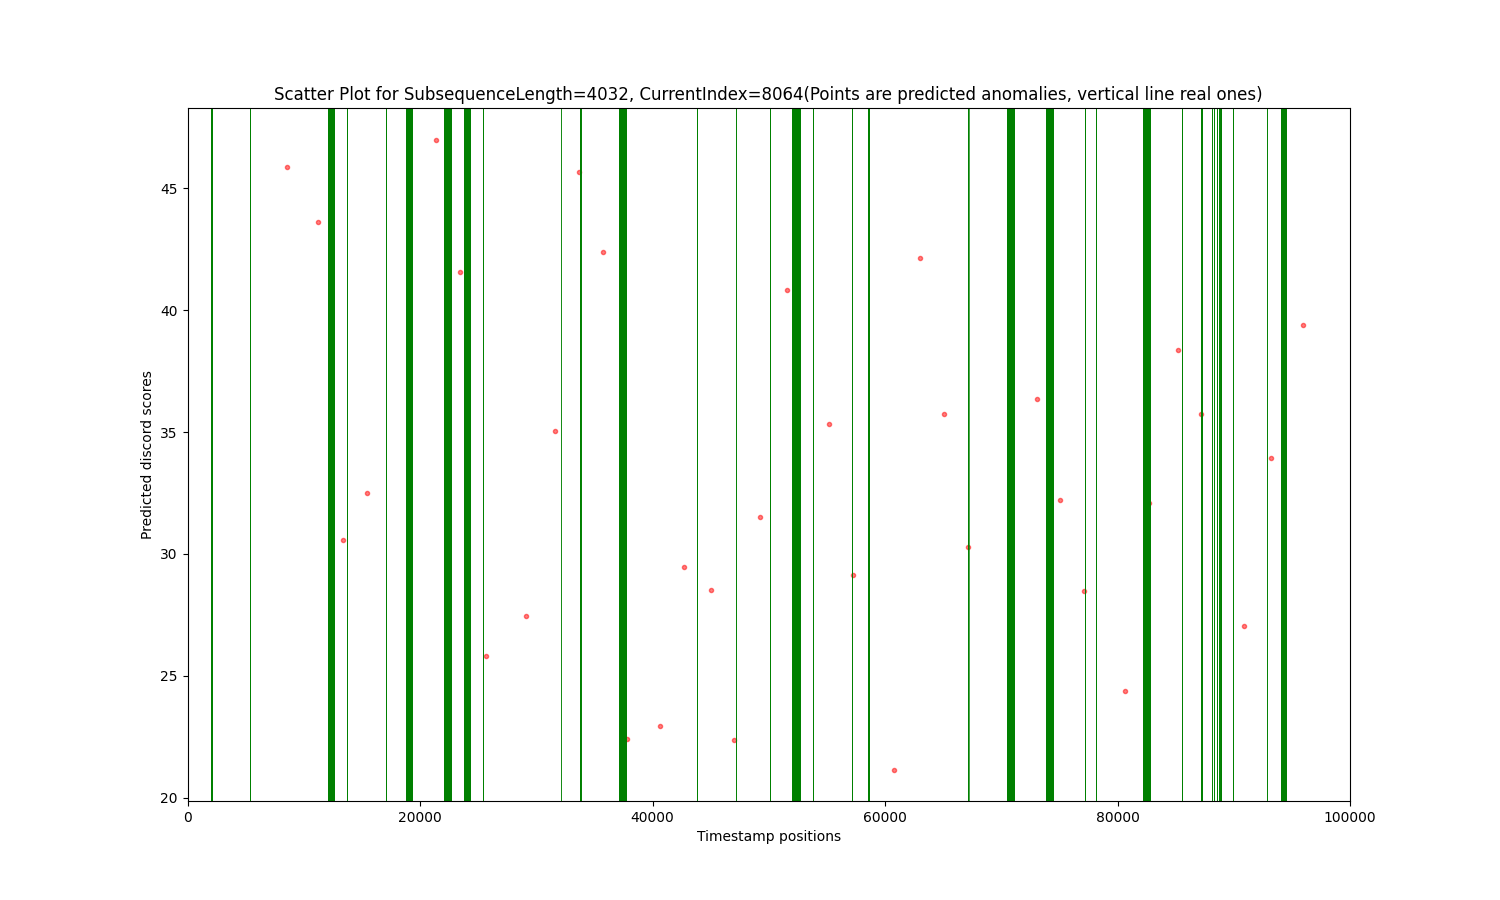 Scatter Plot for SubsequenceLength=4032, CurrentIndex=8064(Points are predicted anomalies, vertical line real ones)
Predicted discord scores
45
40
35
30
25
20
0 20000 40000 60000 80000 100000
Timestamp positions